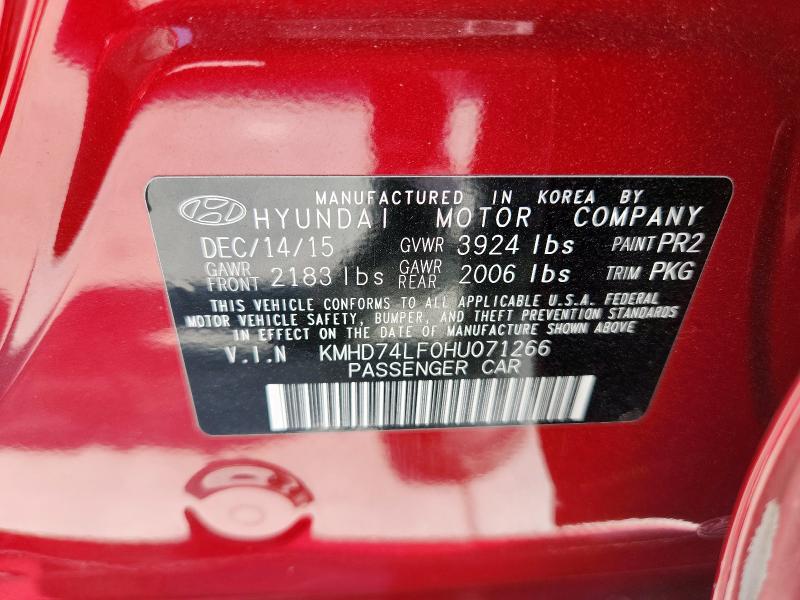 MANUFACTURED IN KOREA BY
HYUNDAI MOTOR COMPANY
DEC/14/15 GVWR 3924 lbs PAINT PR2
GAWR FRONT 2183 lbs GAWR REAR 2006 lbs TRIM PKG
THIS VEHICLE CONFORMS TO ALL APPLICABLE U.S.A. FEDERAL
MOTOR VEHICLE SAFETY, BUMPER, AND THEFT PREVENTION STANDARDS
IN EFFECT ON THE DATE OF MANUFACTURE SHOWN ABOVE
V.I.N KMHD74LF0HU071266
PASSENGER CAR